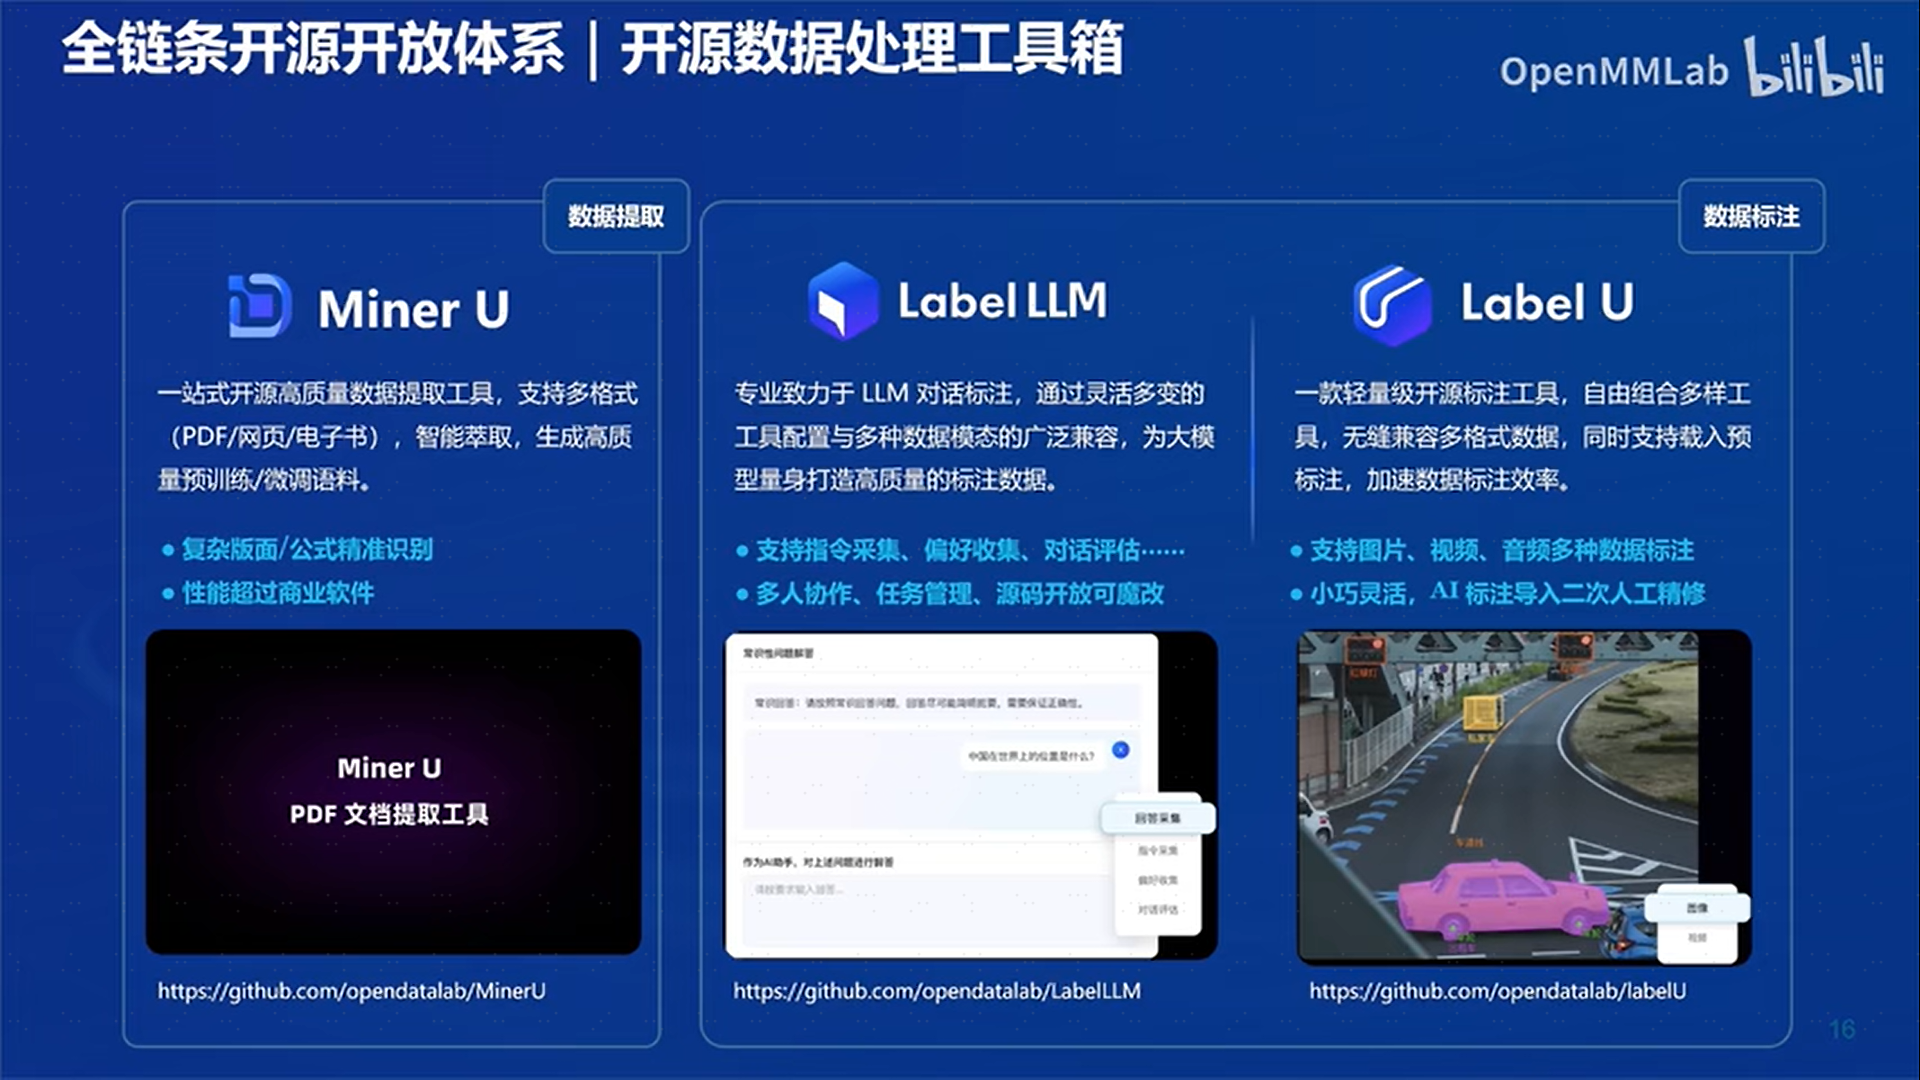 全链条开源开放体系｜开源数据处理工具箱
OpenMMLab bilibili
数据提取
Miner U
一站式开源高质量数据提取工具，支持多格式
（PDF/网页/电子书），智能萃取，生成高质
量预训练/微调语料。
● 复杂版面/公式精准识别
● 性能超过商业软件
Miner U
PDF 文档提取工具
https://github.com/opendatalab/MinerU
数据标注
Label LLM
专业致力于 LLM 对话标注，通过灵活多变的
工具配置与多种数据模态的广泛兼容，为大模
型量身打造高质量的标注数据。
● 支持指令采集、偏好收集、对话评估……
● 多人协作、任务管理、源码开放可魔改
常识性问题解答
常识回答：请按照常识回答问题，回答尽可能简明扼要，需要保证正确性。
中国在世界上的位置是什么?
回答采集
指令采集
偏好收集
对话评估
作为AI助手，对上述问题进行解答
请按要求输入回答...
https://github.com/opendatalab/LabelLLM
Label U
一款轻量级开源标注工具，自由组合多样工
具，无缝兼容多格式数据，同时支持载入预
标注，加速数据标注效率。
● 支持图片、视频、音频多种数据标注
● 小巧灵活，AI 标注导入二次人工精修
红绿灯
私家车
车道线
图像
视频
https://github.com/opendatalab/labelU
16